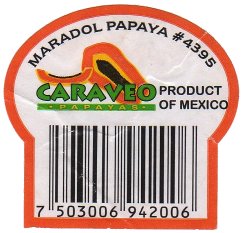 MARADOL PAPAYA #4395
CARAVEO
PAPAYAS
PRODUCT
OF MEXICO
7 503006 942006